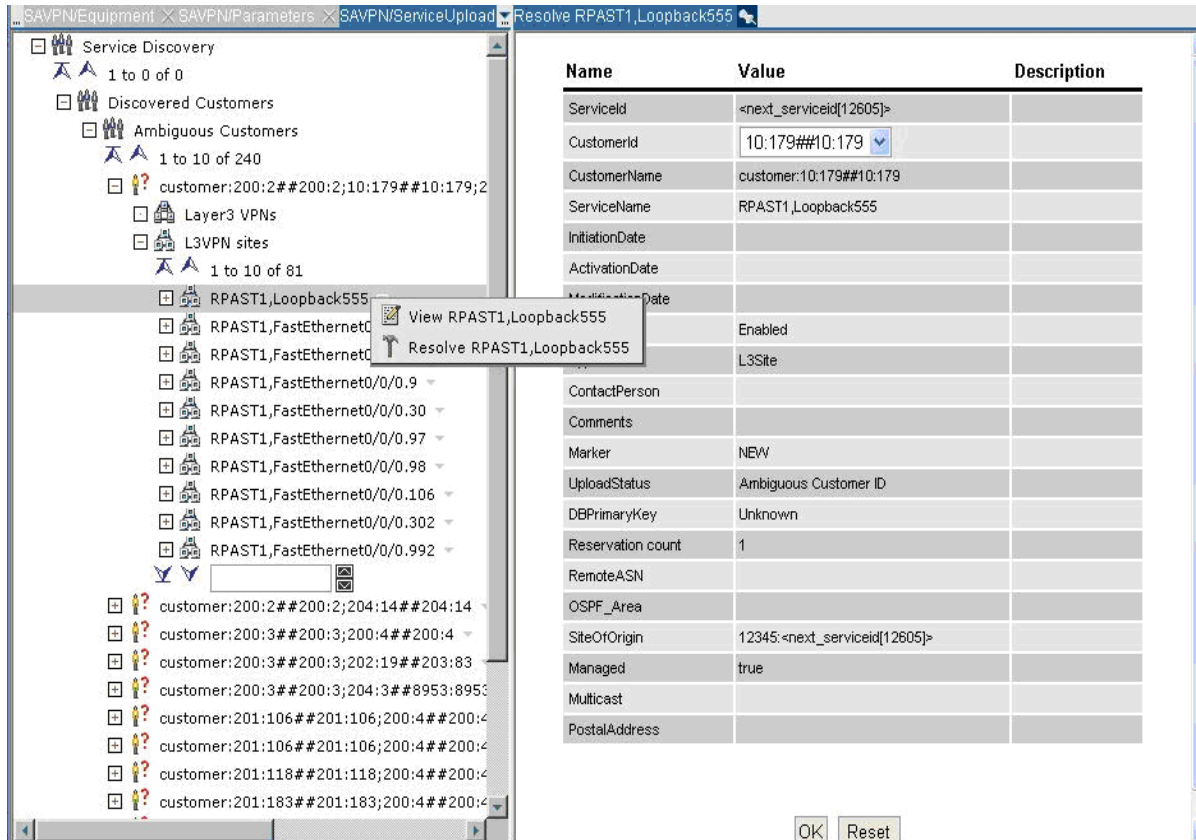 SAVPN/Equipment
SAVPN/Parameters
SAVPN/ServiceUpload
Resolve RPAST1,Loopback555
Service Discovery
1 to 0 of 0
Discovered Customers
Ambiguous Customers
1 to 10 of 240
customer:200:2##200:2;10:179##10:179;2
Layer3 VPNs
L3VPN sites
1 to 10 of 81
RPAST1,Loopback555
RPAST1,FastEthernet0
RPAST1,FastEthernet0
RPAST1,FastEthernet0/0/0.9
RPAST1,FastEthernet0/0/0.30
RPAST1,FastEthernet0/0/0.97
RPAST1,FastEthernet0/0/0.98
RPAST1,FastEthernet0/0/0.106
RPAST1,FastEthernet0/0/0.302
RPAST1,FastEthernet0/0/0.992
customer:200:2##200:2;204:14##204:14
customer:200:3##200:3;200:4##200:4
customer:200:3##200:3;202:19##203:83
customer:200:3##200:3;204:3##8953:8953
customer:201:106##201:106;200:4##200:4
customer:201:106##201:106;200:4##200:4
customer:201:118##201:118;200:4##200:4
customer:201:183##201:183;200:4##200:4
View RPAST1,Loopback555
Resolve RPAST1,Loopback555
Name Value Description
ServiceId <next_serviceid[12605]>
CustomerId 10:179##10:179
CustomerName customer:10:179##10:179
ServiceName RPAST1,Loopback555
InitiationDate
ActivationDate
ModificationDate
Enabled
L3Site
ContactPerson
Comments
Marker NEW
UploadStatus Ambiguous Customer ID
DBPrimaryKey Unknown
Reservation count 1
RemoteASN
OSPF_Area
SiteOfOrigin 12345:<next_serviceid[12605]>
Managed true
Multicast
PostalAddress
OK Reset